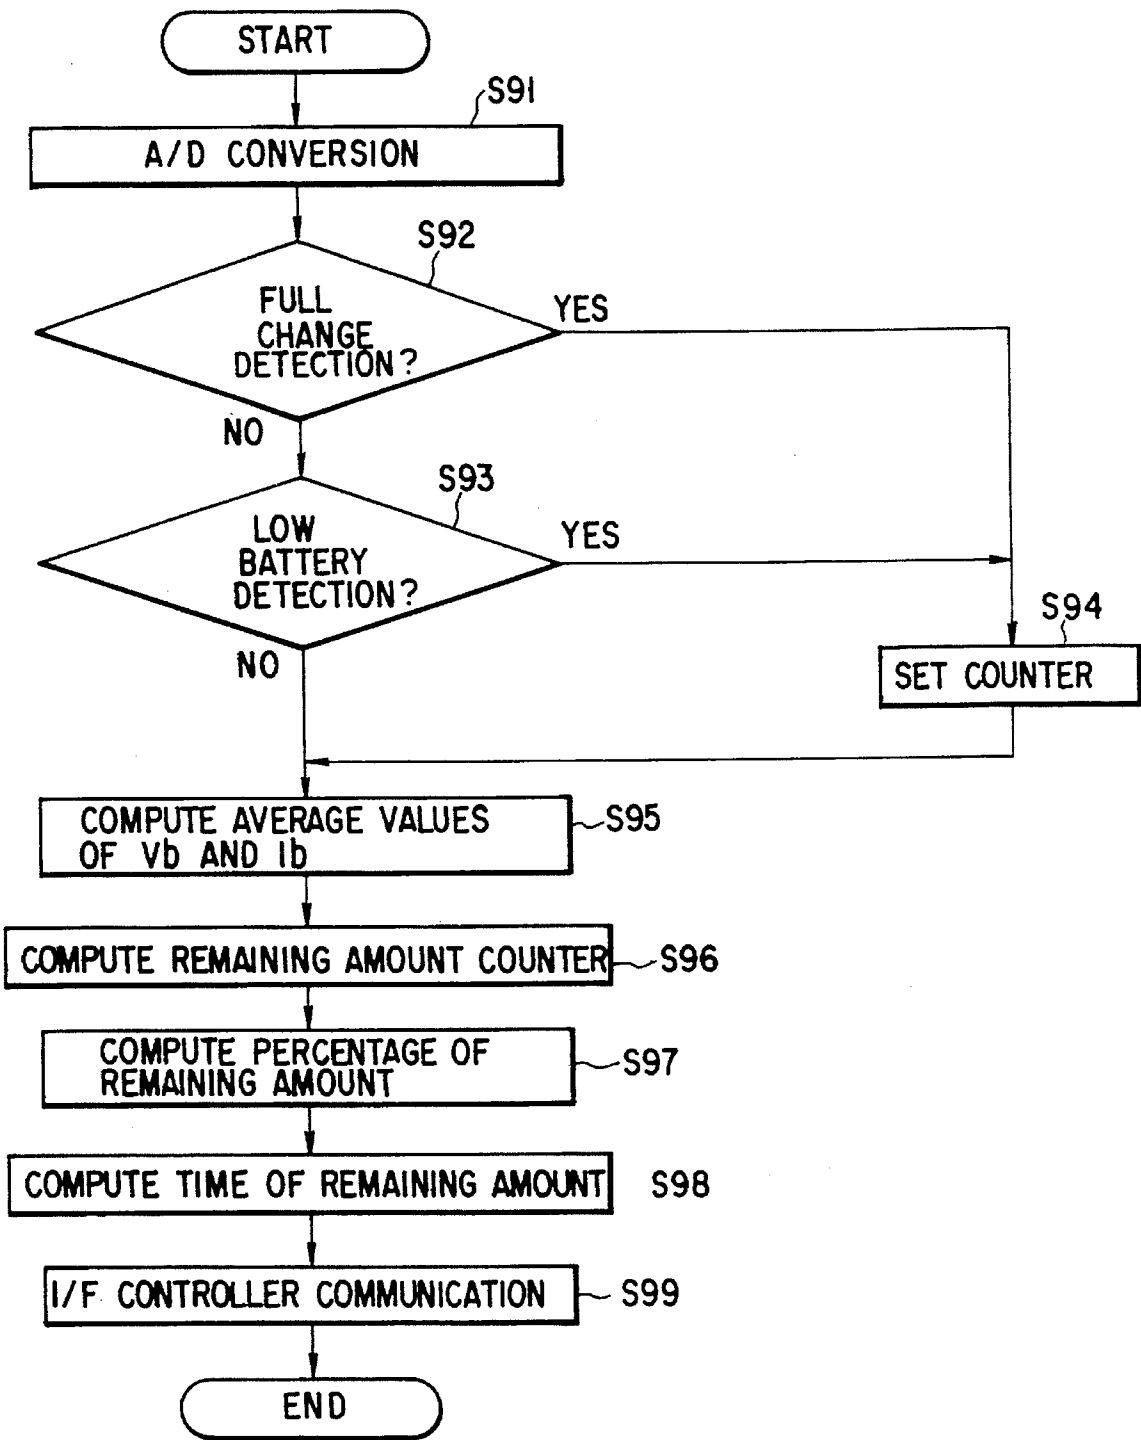 START
S91
A/D CONVERSION
S92
FULL
CHANGE
DETECTION?
YES
NO
S93
LOW
BATTERY
DETECTION?
YES
NO
S94
SET COUNTER
COMPUTE AVERAGE VALUES
OF Vb AND Ib
S95
COMPUTE REMAINING AMOUNT COUNTER
S96
COMPUTE PERCENTAGE OF
REMAINING AMOUNT
S97
COMPUTE TIME OF REMAINING AMOUNT
S98
I/F CONTROLLER COMMUNICATION
S99
END